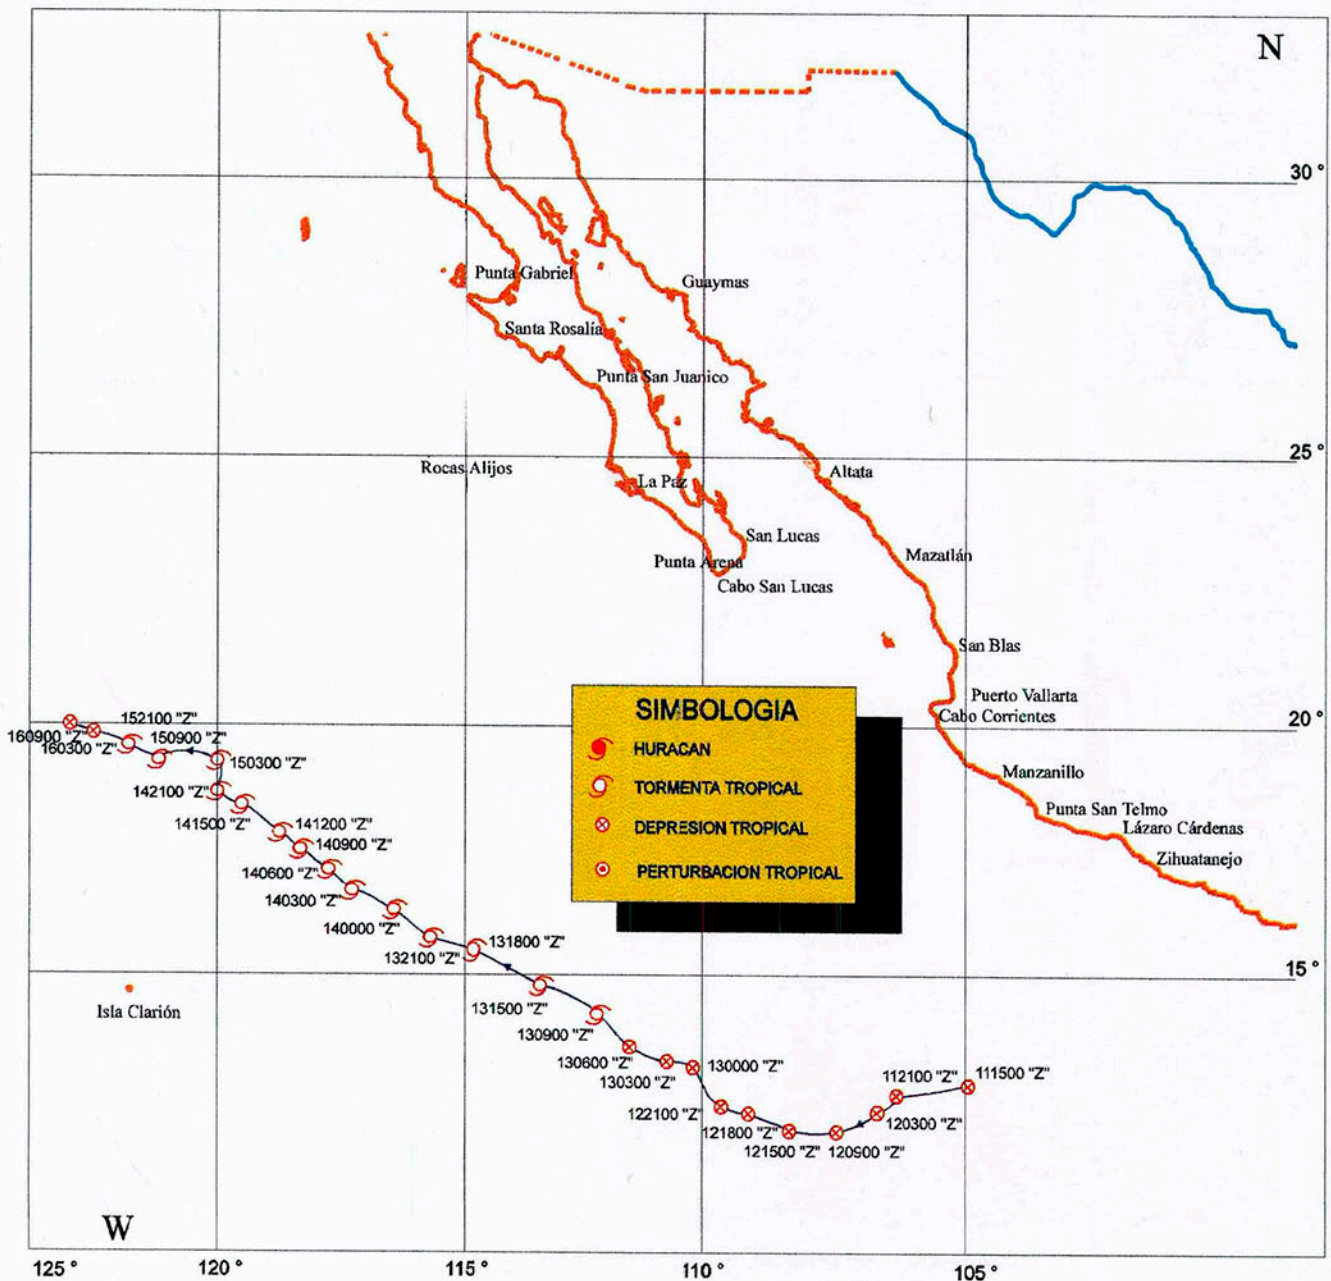 N
30 °
Punta Gabriel
Guaymas
Santa Rosalía
Punta San Juanico
25 °
Rocas Alijos
La Paz
Altata
San Lucas
Punta Arena
Mazatlán
Cabo San Lucas
San Blas
Puerto Vallarta
Cabo Corrientes
20 °
Manzanillo
Punta San Telmo
Lázaro Cárdenas
Zihuatanejo
15 °
SIMBOLOGIA
HURACAN
TORMENTA TROPICAL
DEPRESION TROPICAL
PERTURBACION TROPICAL
152100 "Z"
160900 "Z"
150900 "Z"
160300 "Z"
150300 "Z"
142100 "Z"
141500 "Z"
141200 "Z"
140900 "Z"
140600 "Z"
140300 "Z"
140000 "Z"
131800 "Z"
132100 "Z"
131500 "Z"
130900 "Z"
130600 "Z"
130000 "Z"
130300 "Z"
112100 "Z"
111500 "Z"
122100 "Z"
120300 "Z"
121800 "Z"
121500 "Z"
120900 "Z"
Isla Clarión
W
125 °
120 °
115 °
110 °
105 °